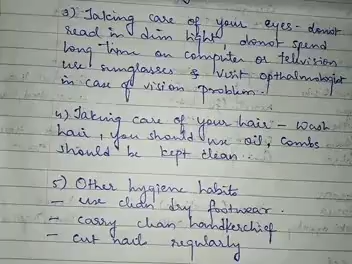 3) Taking care of your eyes - donot
read in dim light, donot spend
long time on computer or television
use sunglasses & visit opthalmologist
in case of vision problem.
4) Taking care of your hair - wash
hair, you should use oil, combs
should be kept clean.
5) Other hygiene habits
- use clean dry footwear.
- carry clean handkerchief
- cut nail regularly